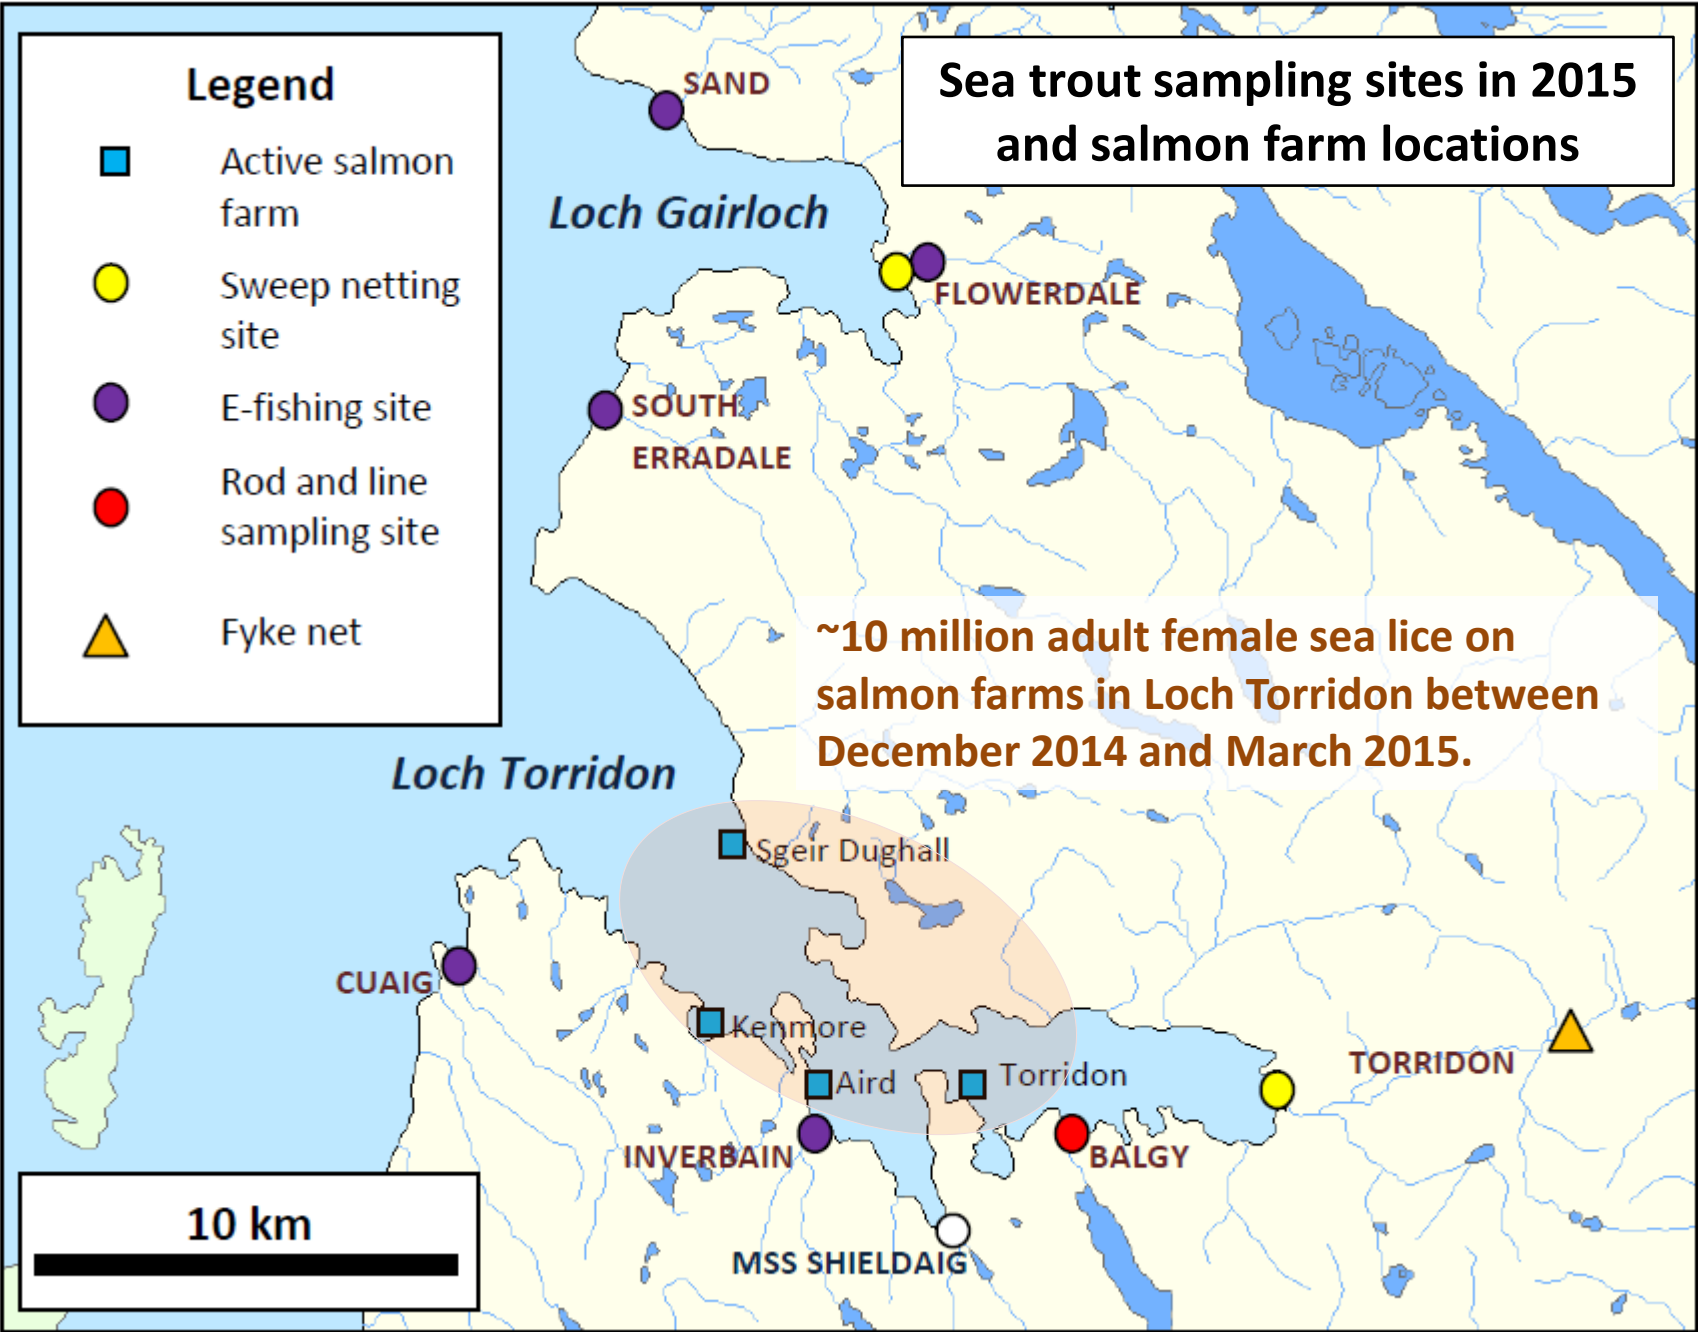 Legend
Active salmon
farm
Sweep netting
site
E-fishing site
Rod and line
sampling site
Fyke net
Sea trout sampling sites in 2015
and salmon farm locations
SAND
Loch Gairloch
FLOWERDALE
SOUTH
ERRADALE
~10 million adult female sea lice on
salmon farms in Loch Torridon between
December 2014 and March 2015.
Loch Torridon
Sgeir Dughall
CUAIG
Kenmore
Aird
Torridon
TORRIDON
INVERBAIN
BALGY
MSS SHIELDAIG
10 km